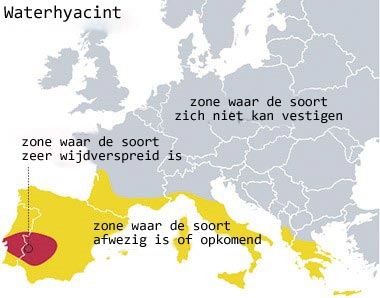 Waterhyacint
zone waar de soort
zich niet kan vestigen
zone waar de soort
zeer wijdverspreid is
zone waar de soort
afwezig is of opkomend